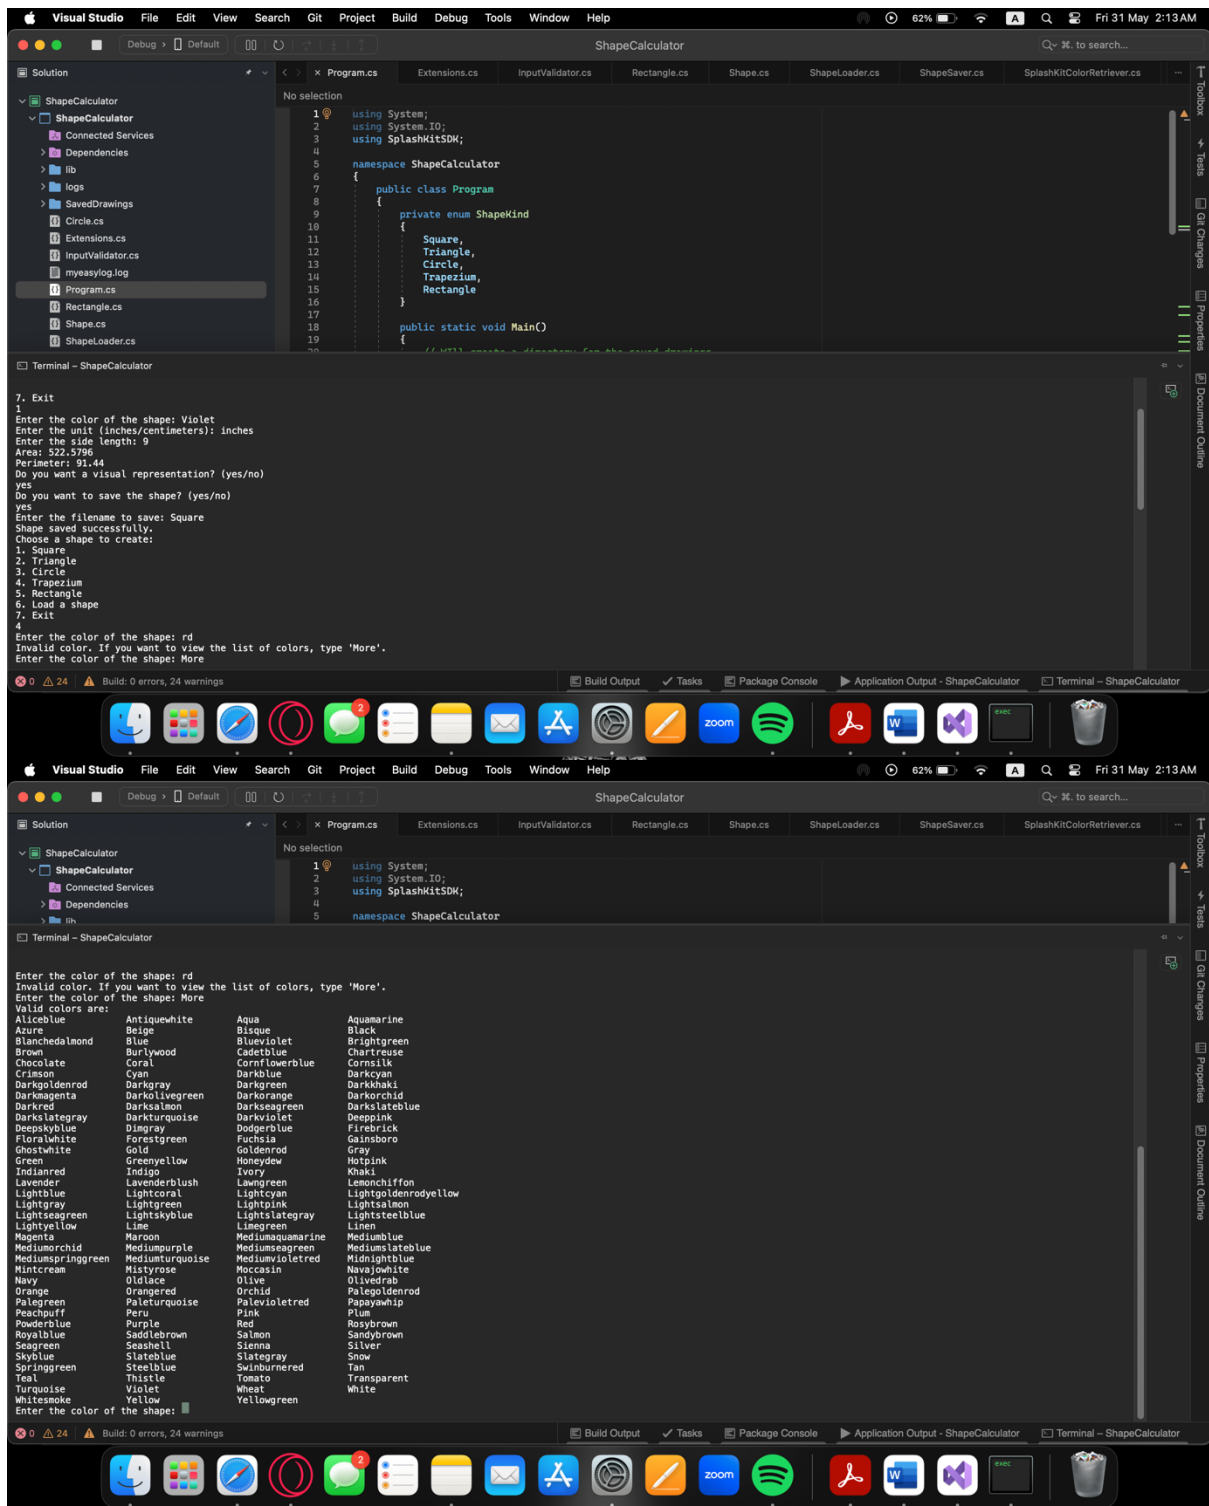 Visual Studio File Edit View Search Git Project Build Debug Tools Window Help 62% A Fri 31 May 2:13 AM
Debug > Default ShapeCalculator ⌘. to search...
Solution Program.cs Extensions.cs InputValidator.cs Rectangle.cs Shape.cs ShapeLoader.cs ShapeSaver.cs SplashKitColorRetriever.cs
No selection
ShapeCalculator
ShapeCalculator
Connected Services
Dependencies
lib
logs
SavedDrawings
Circle.cs
Extensions.cs
InputValidator.cs
myeasylog.log
Program.cs
Rectangle.cs
Shape.cs
ShapeLoader.cs
1 using System;
2 using System.IO;
3 using SplashKitSDK;
4
5 namespace ShapeCalculator
6 {
7 public class Program
8 {
9 private enum ShapeKind
10 {
11 Square,
12 Triangle,
13 Circle,
14 Trapezium,
15 Rectangle
16 }
17
18 public static void Main()
19 {
Toolbox
Tests
Git Changes
Properties
Document Outline
Terminal – ShapeCalculator
7. Exit
1
Enter the color of the shape: Violet
Enter the unit (inches/centimeters): inches
Enter the side length: 9
Area: 522.5796
Perimeter: 91.44
Do you want a visual representation? (yes/no)
yes
Do you want to save the shape? (yes/no)
yes
Enter the filename to save: Square
Shape saved successfully.
Choose a shape to create:
1. Square
2. Triangle
3. Circle
4. Trapezium
5. Rectangle
6. Load a shape
7. Exit
4
Enter the color of the shape: rd
Invalid color. If you want to view the list of colors, type 'More'.
Enter the color of the shape: More
0 24 Build: 0 errors, 24 warnings Build Output Tasks Package Console Application Output - ShapeCalculator Terminal – ShapeCalculator
2 zoom W exec
Visual Studio File Edit View Search Git Project Build Debug Tools Window Help 62% A Fri 31 May 2:13 AM
Debug > Default ShapeCalculator ⌘. to search...
Solution Program.cs Extensions.cs InputValidator.cs Rectangle.cs Shape.cs ShapeLoader.cs ShapeSaver.cs SplashKitColorRetriever.cs
No selection
ShapeCalculator
ShapeCalculator
Connected Services
Dependencies
lib
1 using System;
2 using System.IO;
3 using SplashKitSDK;
4
5 namespace ShapeCalculator
Toolbox
Tests
Git Changes
Properties
Document Outline
Terminal – ShapeCalculator
Enter the color of the shape: rd
Invalid color. If you want to view the list of colors, type 'More'.
Enter the color of the shape: More
Valid colors are:
Aliceblue Antiquewhite Aqua Aquamarine
Azure Beige Bisque Black
Blanchedalmond Blue Blueviolet Brightgreen
Brown Burlywood Cadetblue Chartreuse
Chocolate Coral Cornflowerblue Cornsilk
Crimson Cyan Darkblue Darkcyan
Darkgoldenrod Darkgray Darkgreen Darkkhaki
Darkmagenta Darkolivegreen Darkorange Darkorchid
Darkred Darksalmon Darkseagreen Darkslateblue
Darkslategray Darkturquoise Darkviolet Deeppink
Deepskyblue Dimgray Dodgerblue Firebrick
Floralwhite Forestgreen Fuchsia Gainsboro
Ghostwhite Gold Goldenrod Gray
Green Greenyellow Honeydew Hotpink
Indianred Indigo Ivory Khaki
Lavender Lavenderblush Lawngreen Lemonchiffon
Lightblue Lightcoral Lightcyan Lightgoldenrodyellow
Lightgray Lightgreen Lightpink Lightsalmon
Lightseagreen Lightskyblue Lightslategray Lightsteelblue
Lightyellow Lime Limegreen Linen
Magenta Maroon Mediumaquamarine Mediumblue
Mediumorchid Mediumpurple Mediumseagreen Mediumslateblue
Mediumspringgreen Mediumturquoise Mediumvioletred Midnightblue
Mintcream Mistyrose Moccasin Navajowhite
Navy Oldlace Olive Olivedrab
Orange Orangered Orchid Palegoldenrod
Palegreen Paleturquoise Palevioletred Papayawhip
Peachpuff Peru Pink Plum
Powderblue Purple Red Rosybrown
Royalblue Saddlebrown Salmon Sandybrown
Seagreen Seashell Sienna Silver
Skyblue Slateblue Slategray Snow
Springgreen Steelblue Swinburnered Tan
Teal Thistle Tomato Transparent
Turquoise Violet Wheat White
Whitesmoke Yellow Yellowgreen
Enter the color of the shape:
0 24 Build: 0 errors, 24 warnings Build Output Tasks Package Console Application Output - ShapeCalculator Terminal – ShapeCalculator
2 zoom W exec